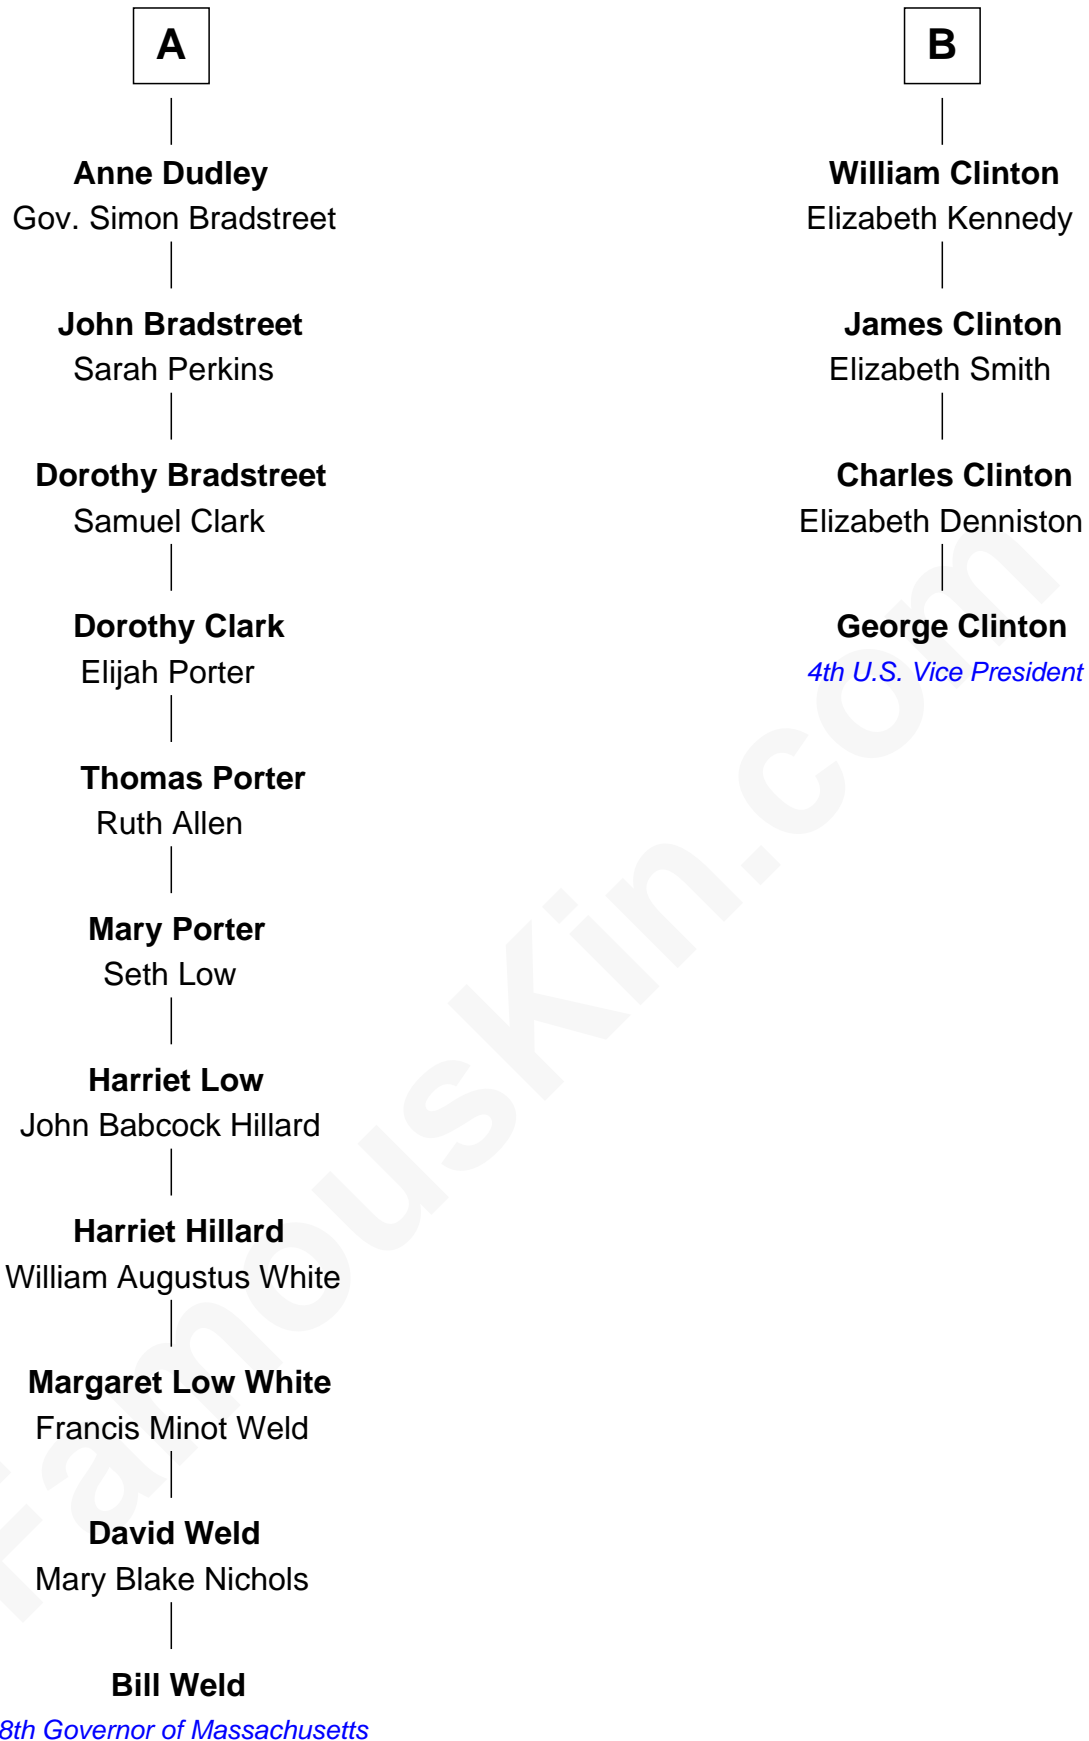 A
Anne Dudley
Gov. Simon Bradstreet
John Bradstreet
Sarah Perkins
Dorothy Bradstreet
Samuel Clark
Dorothy Clark
Elijah Porter
Thomas Porter
Ruth Allen
Mary Porter
Seth Low
Harriet Low
John Babcock Hillard
Harriet Hillard
William Augustus White
Margaret Low White
Francis Minot Weld
David Weld
Mary Blake Nichols
Bill Weld
8th Governor of Massachusetts
B
William Clinton
Elizabeth Kennedy
James Clinton
Elizabeth Smith
Charles Clinton
Elizabeth Denniston
George Clinton
4th U.S. Vice President
FamousKin.com